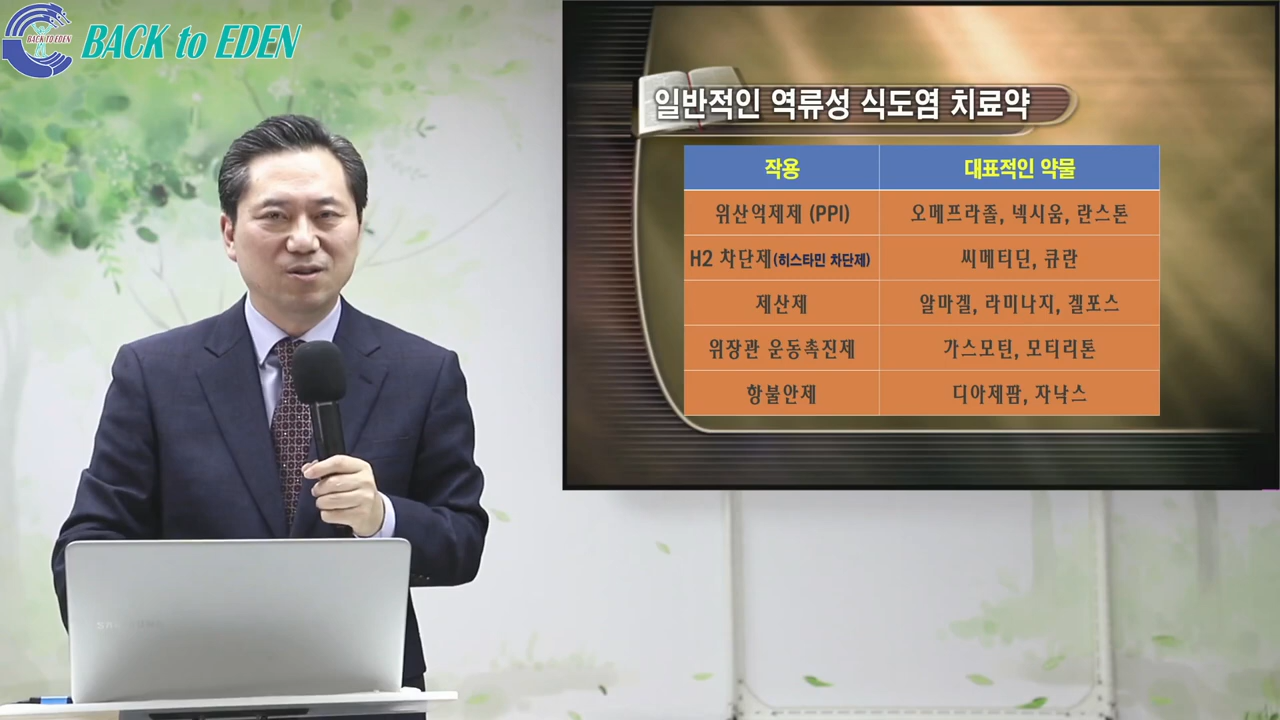 BACK TO EDEN
BACK to EDEN
일반적인 역류성 식도염 치료약
작용 대표적인 약물
위산억제제 (PPI) 오메프라졸, 넥시움, 란스톤
H2 차단제(히스타민 차단제) 씨메티딘, 큐란
제산제 알마겔, 라미나지, 겔포스
위장관 운동촉진제 가스모틴, 모티리톤
항불안제 디아제팜, 자낙스